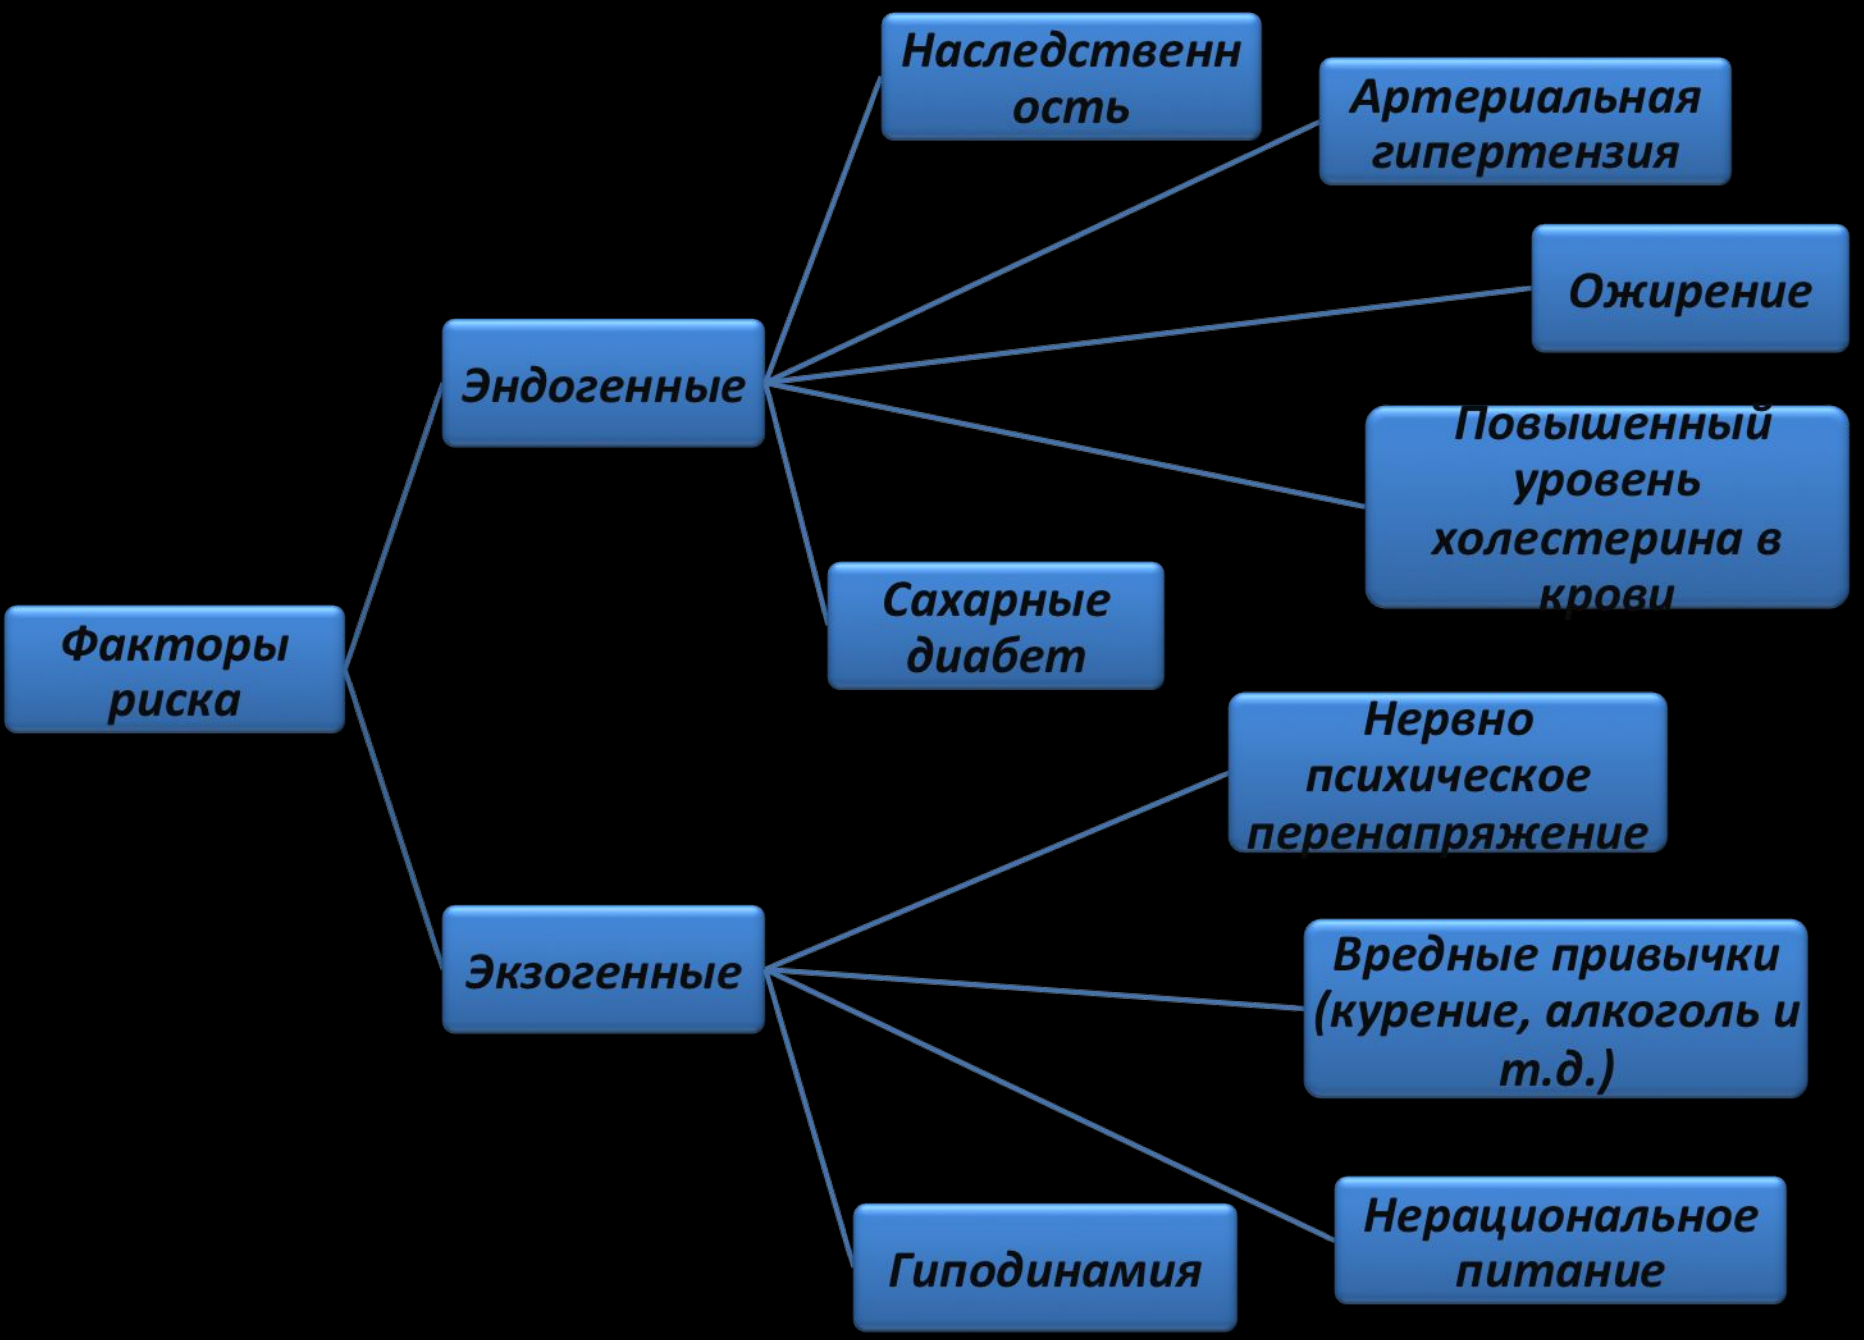 Наследственн
ость
Артериальная
гипертензия
Ожирение
Эндогенные
Повышенный
уровень
холестерина в
крови
Сахарные
диабет
Факторы
риска
Нервно
психическое
перенапряжение
Экзогенные
Вредные привычки
(курение, алкоголь и
т.д.)
Нерациональное
питание
Гиподинамия